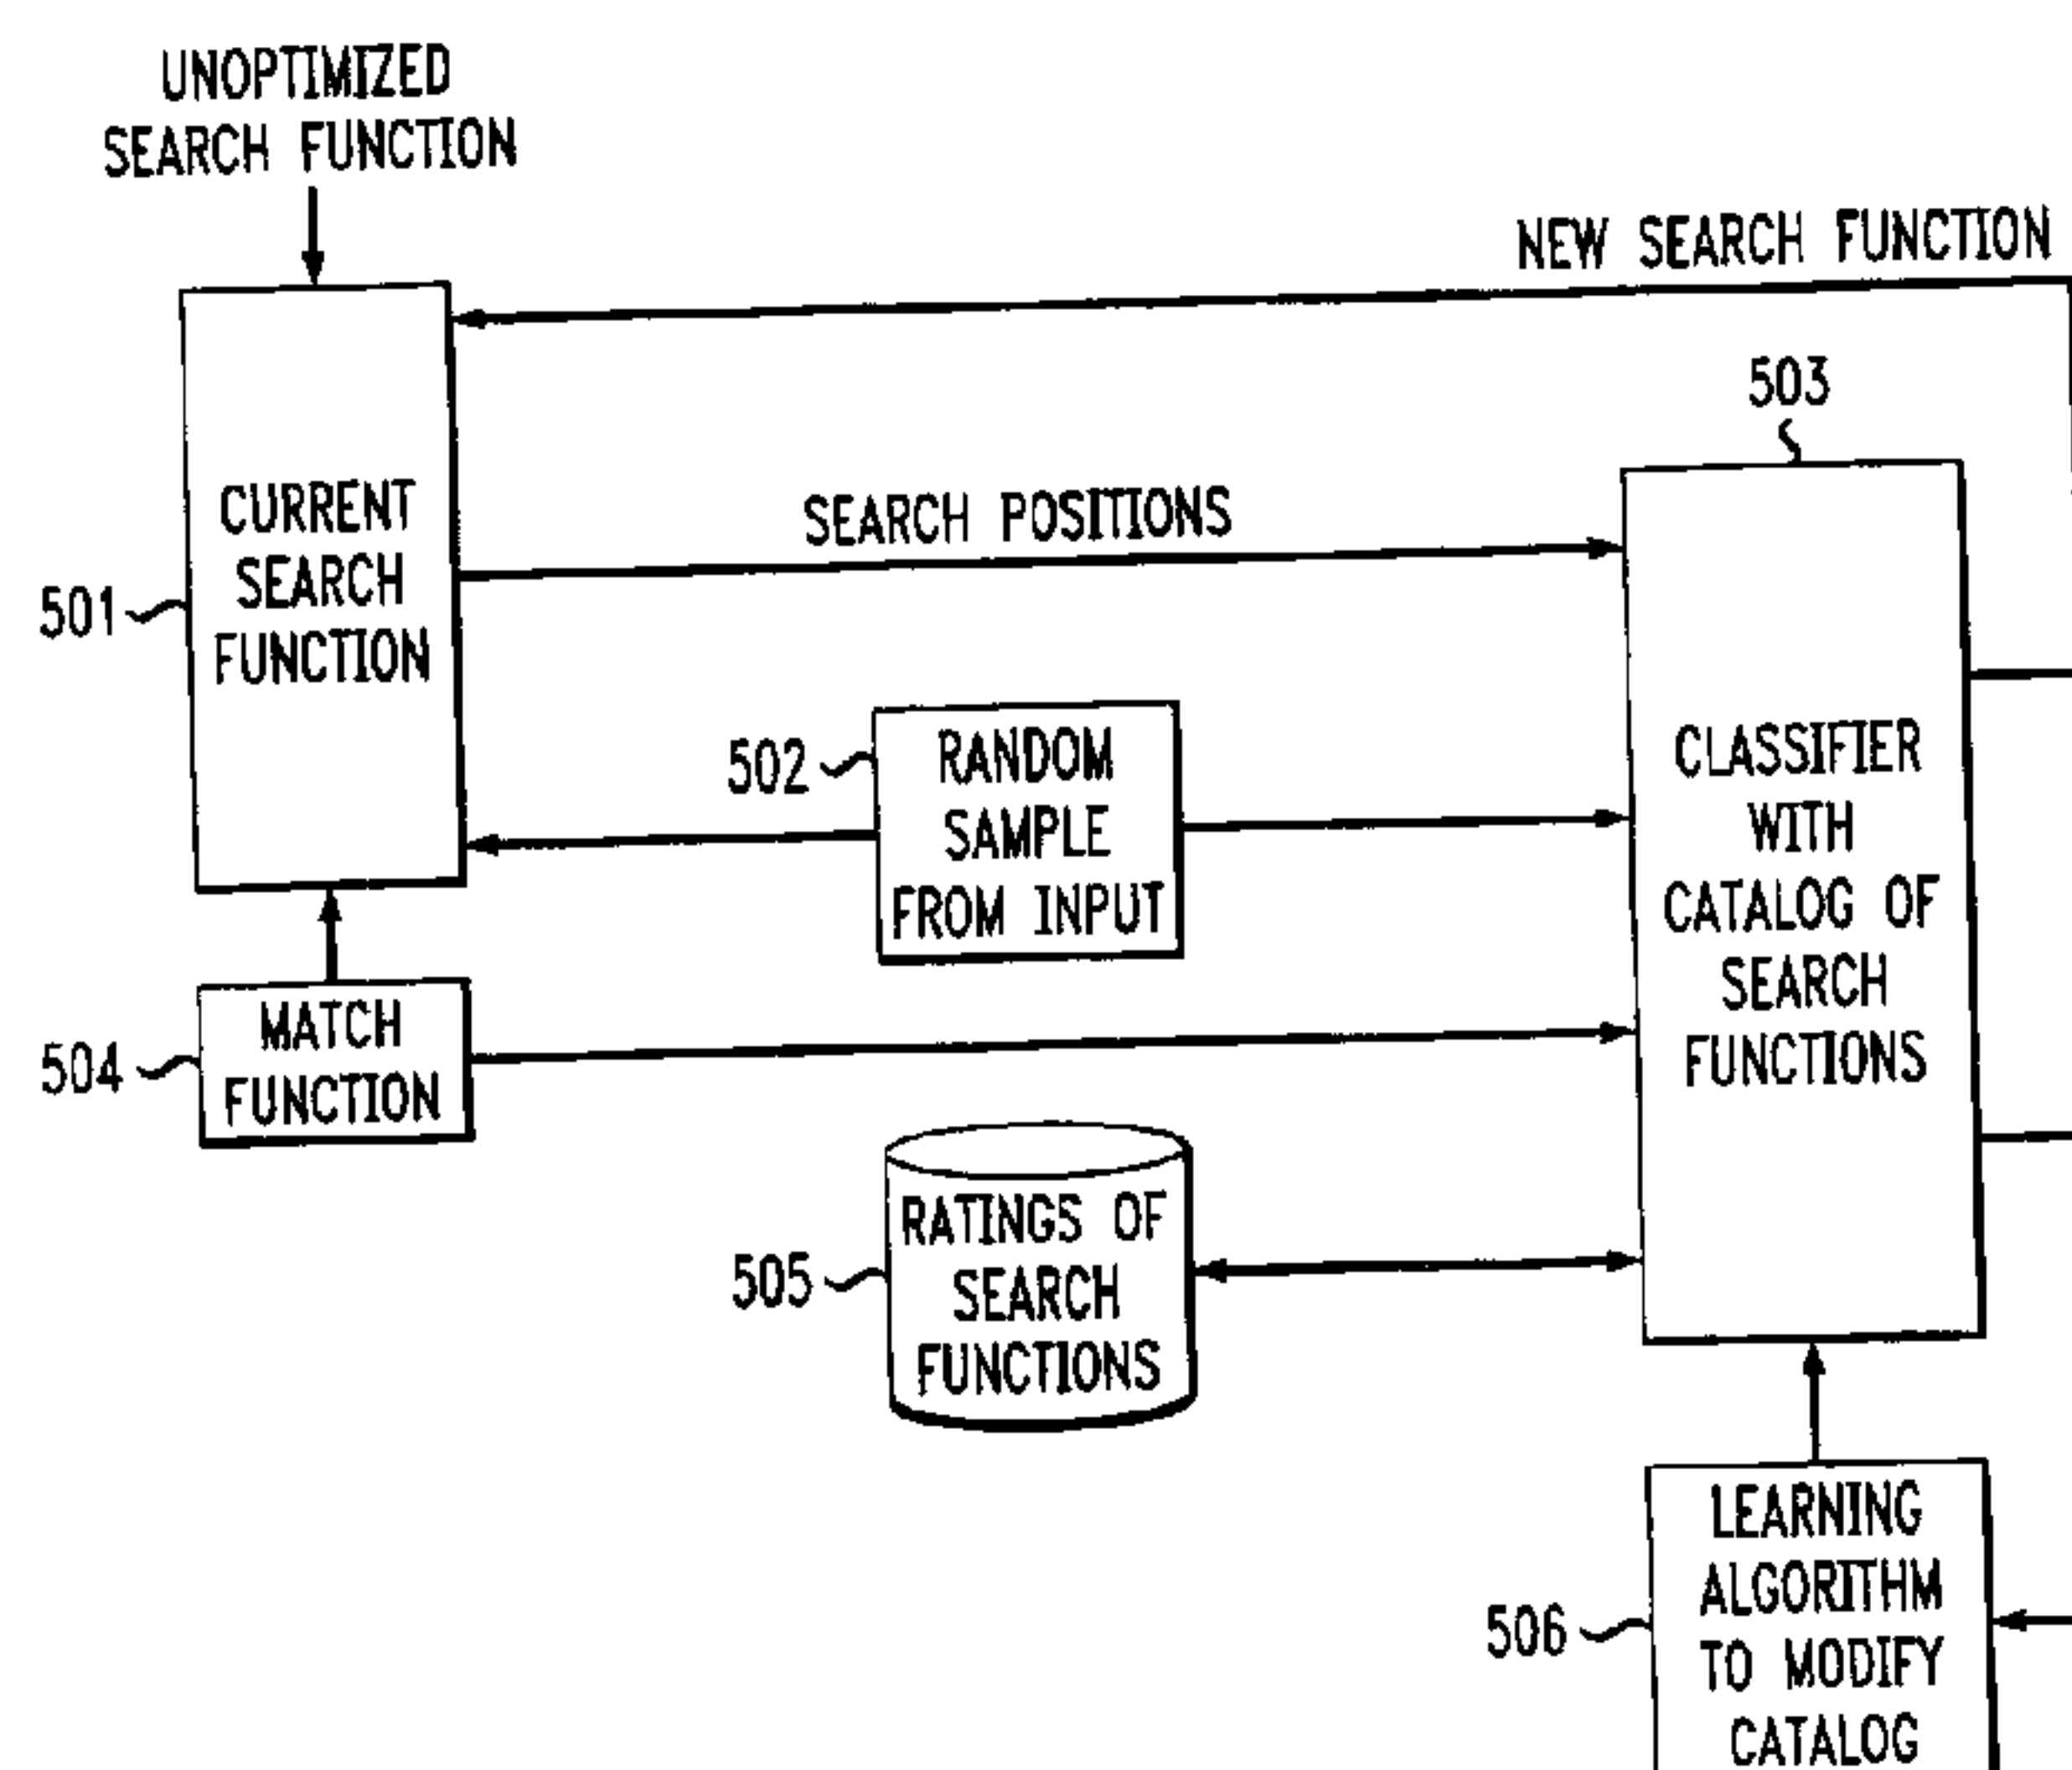 UNOPTIMIZED
SEARCH FUNCTION
NEW SEARCH FUNCTION
503
CURRENT
SEARCH
FUNCTION
501
SEARCH POSITIONS
502
RANDOM
SAMPLE
FROM INPUT
CLASSIFIER
WITH
CATALOG OF
SEARCH
FUNCTIONS
504
MATCH
FUNCTION
505
RATINGS OF
SEARCH
FUNCTIONS
506
LEARNING
ALGORITHM
TO MODIFY
CATALOG